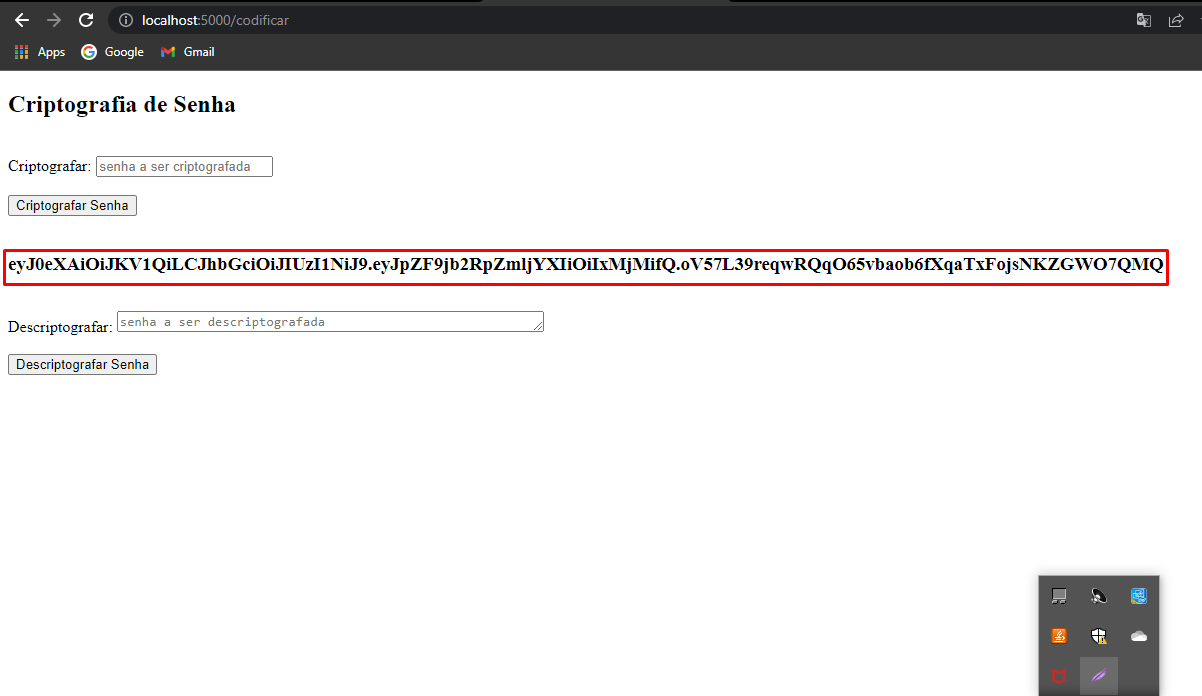 localhost:5000/codificar
Apps Google Gmail
Criptografia de Senha
Criptografar: senha a ser criptografada
Criptografar Senha
eyJ0eXAiOiJKV1QiLCJhbGciOiJIUzI1NiJ9.eyJpZF9jb2RpZmljYXIiOiIxMjMifQ.oV57L39reqwRQqO65vbaob6fXqaTxFojsNKZGWO7QMQ
Descriptografar: senha a ser descriptografada
Descriptografar Senha